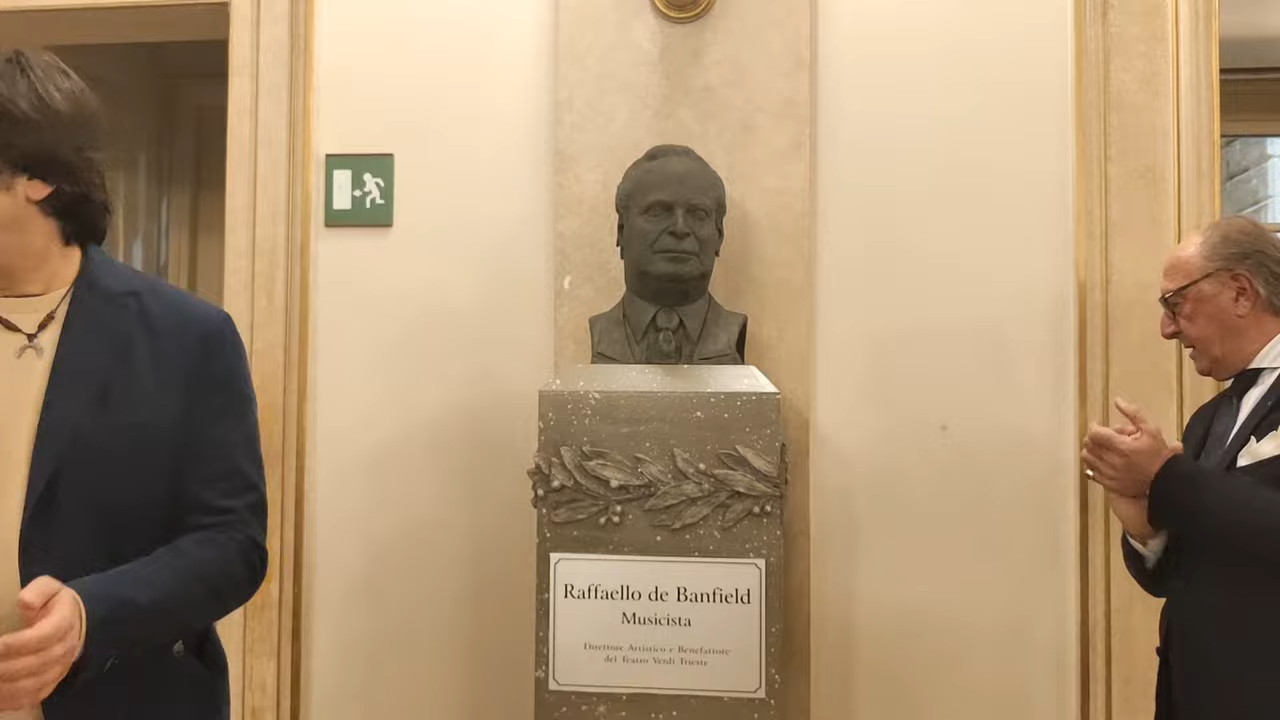 Raffaello de Banfield
Musicista
Direttore Artistico e Benefattore
del Teatro Verdi Trieste